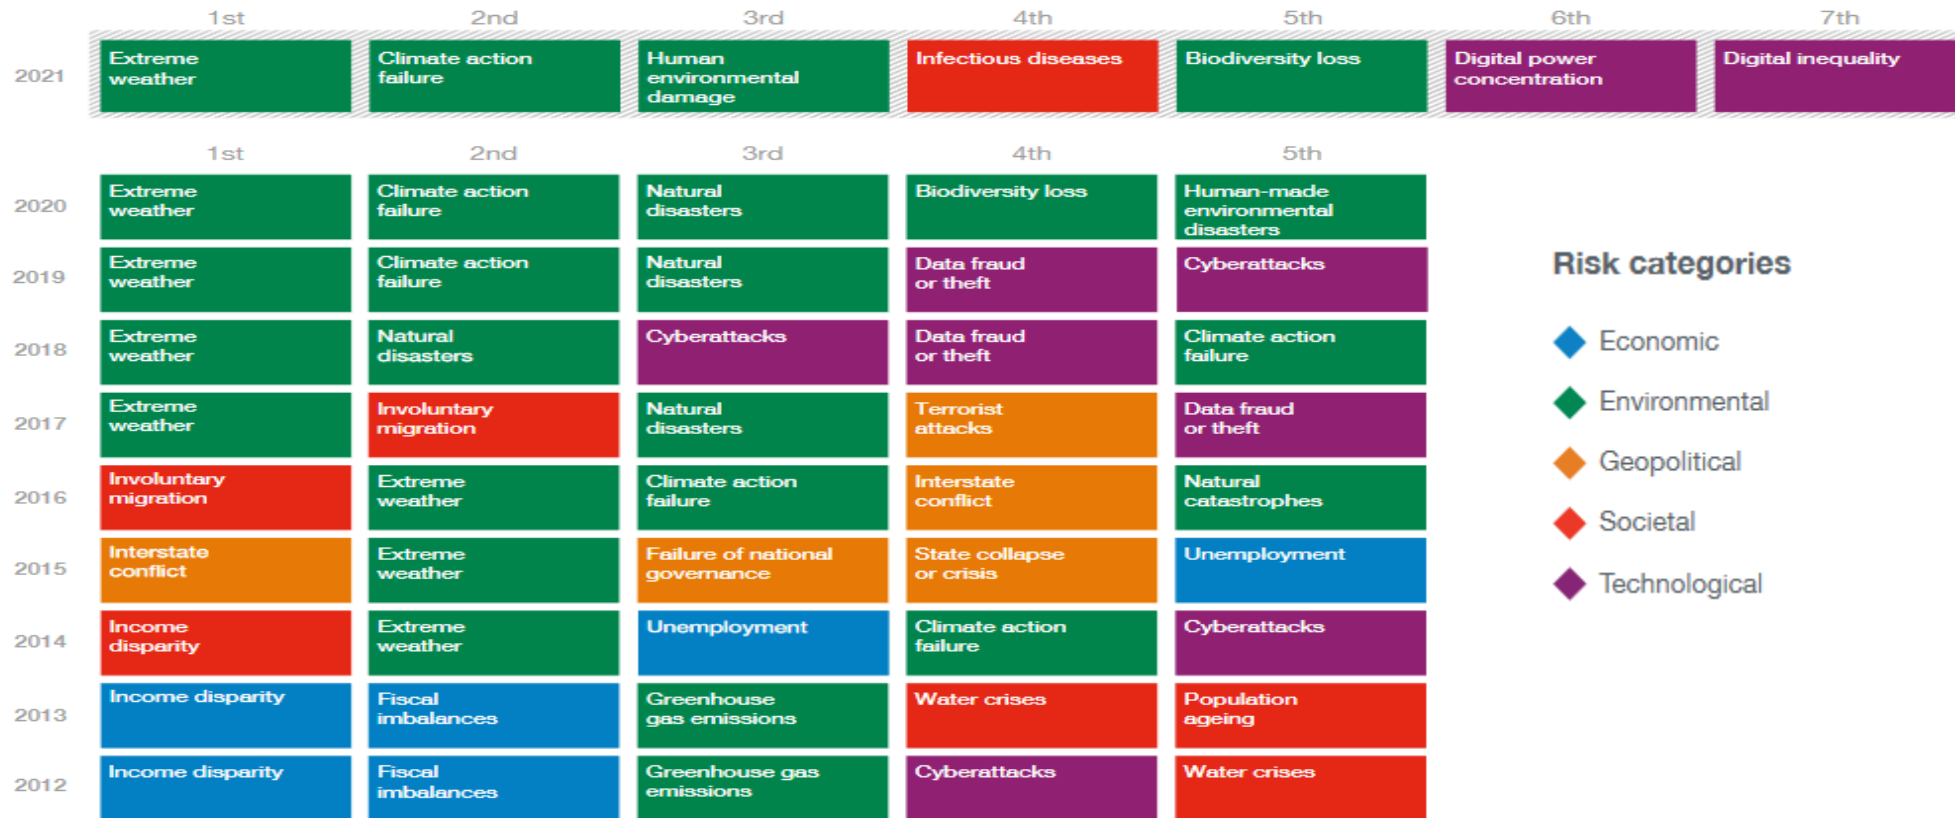 1st 2nd 3rd 4th 5th 6th 7th
2021
Extreme
weather
Climate action
failure
Human
environmental
damage
Infectious diseases
Biodiversity loss
Digital power
concentration
Digital inequality
1st 2nd 3rd 4th 5th
2020
Extreme
weather
Climate action
failure
Natural
disasters
Biodiversity loss
Human-made
environmental
disasters
2019
Extreme
weather
Climate action
failure
Natural
disasters
Data fraud
or theft
Cyberattacks
2018
Extreme
weather
Natural
disasters
Cyberattacks
Data fraud
or theft
Climate action
failure
2017
Extreme
weather
Involuntary
migration
Natural
disasters
Terrorist
attacks
Data fraud
or theft
2016
Involuntary
migration
Extreme
weather
Climate action
failure
Interstate
conflict
Natural
catastrophes
2015
Interstate
conflict
Extreme
weather
Failure of national
governance
State collapse
or crisis
Unemployment
2014
Income
disparity
Extreme
weather
Unemployment
Climate action
failure
Cyberattacks
2013
Income disparity
Fiscal
imbalances
Greenhouse
gas emissions
Water crises
Population
ageing
2012
Income disparity
Fiscal
imbalances
Greenhouse gas
emissions
Cyberattacks
Water crises
Risk categories
Economic
Environmental
Geopolitical
Societal
Technological